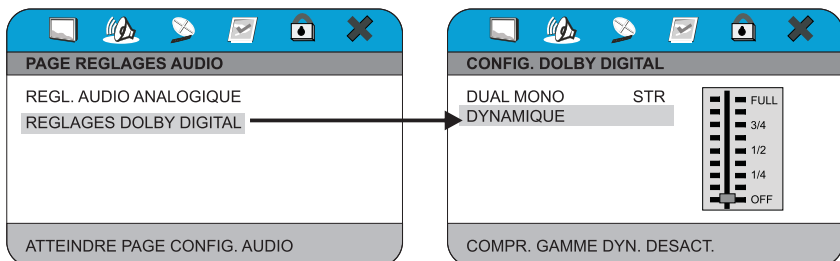 PAGE REGLAGES AUDIO
REGL. AUDIO ANALOGIQUE
REGLAGES DOLBY DIGITAL
ATTEINDRE PAGE CONFIG. AUDIO
CONFIG. DOLBY DIGITAL
DUAL MONO STR
DYNAMIQUE
FULL
3/4
1/2
1/4
OFF
COMPR. GAMME DYN. DESACT.